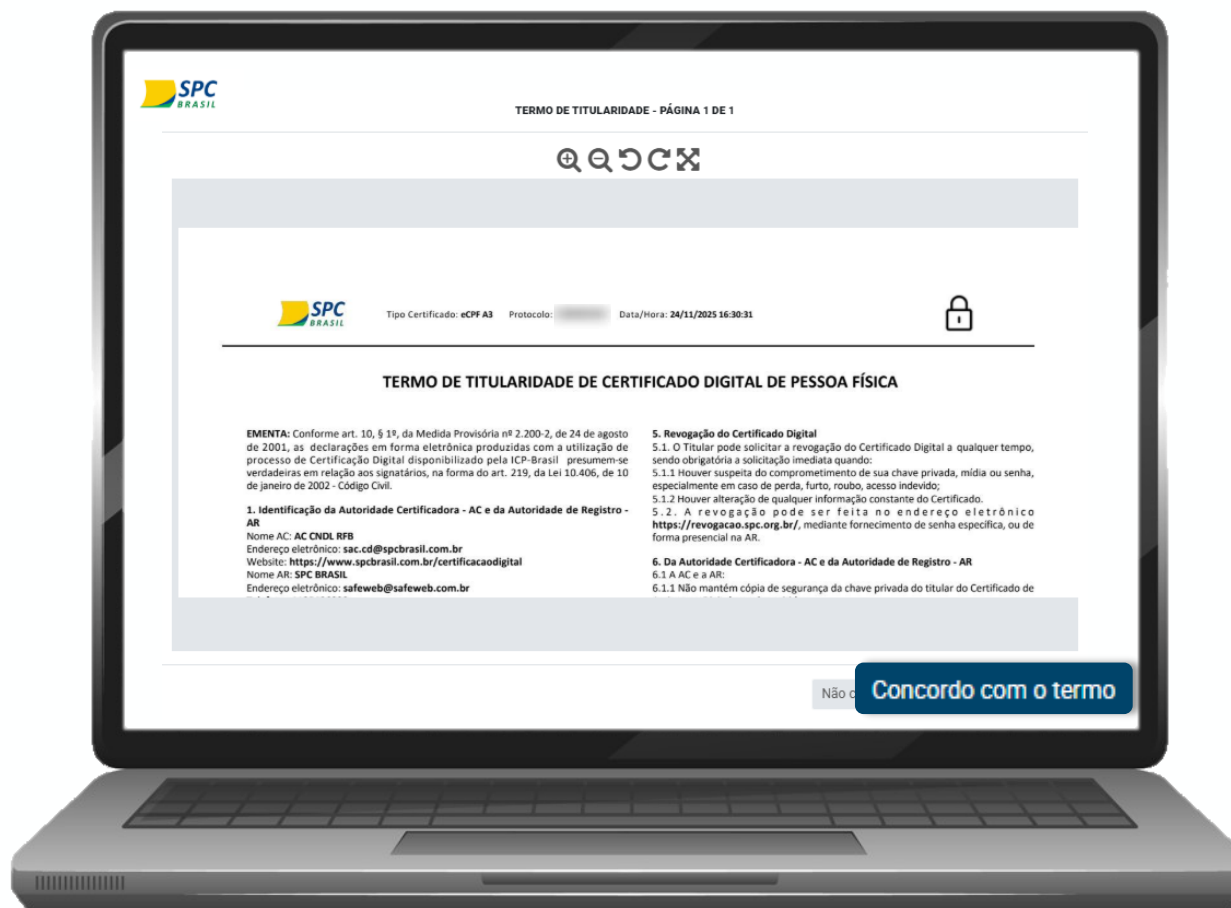 SPC
BRASIL
TERMO DE TITULARIDADE - PÁGINA 1 DE 1
SPC
BRASIL
Tipo Certificado: eCPF A3 Protocolo: Data/Hora: 24/11/2025 16:30:31
TERMO DE TITULARIDADE DE CERTIFICADO DIGITAL DE PESSOA FÍSICA
EMENTA: Conforme art. 10, § 1º, da Medida Provisória nº 2.200-2, de 24 de agosto
de 2001, as declarações em forma eletrônica produzidas com a utilização de
processo de Certificação Digital disponibilizado pela ICP-Brasil presumem-se
verdadeiras em relação aos signatários, na forma do art. 219, da Lei 10.406, de 10
de janeiro de 2002 - Código Civil.
1. Identificação da Autoridade Certificadora - AC e da Autoridade de Registro -
AR
Nome AC: AC CNDL RFB
Endereço eletrônico: sac.cd@spcbrasil.com.br
Website: https://www.spcbrasil.com.br/certificacaodigital
Nome AR: SPC BRASIL
Endereço eletrônico: safeweb@safeweb.com.br
5. Revogação do Certificado Digital
5.1. O Titular pode solicitar a revogação do Certificado Digital a qualquer tempo,
sendo obrigatória a solicitação imediata quando:
5.1.1 Houver suspeita do comprometimento de sua chave privada, mídia ou senha,
especialmente em caso de perda, furto, roubo, acesso indevido;
5.1.2 Houver alteração de qualquer informação constante do Certificado.
5.2. A revogação pode ser feita no endereço eletrônico
https://revogacao.spc.org.br/, mediante fornecimento de senha específica, ou de
forma presencial na AR.
6. Da Autoridade Certificadora - AC e da Autoridade de Registro - AR
6.1 A AC e a AR:
6.1.1 Não mantém cópia de segurança da chave privada do titular do Certificado de
Não
Concordo com o termo